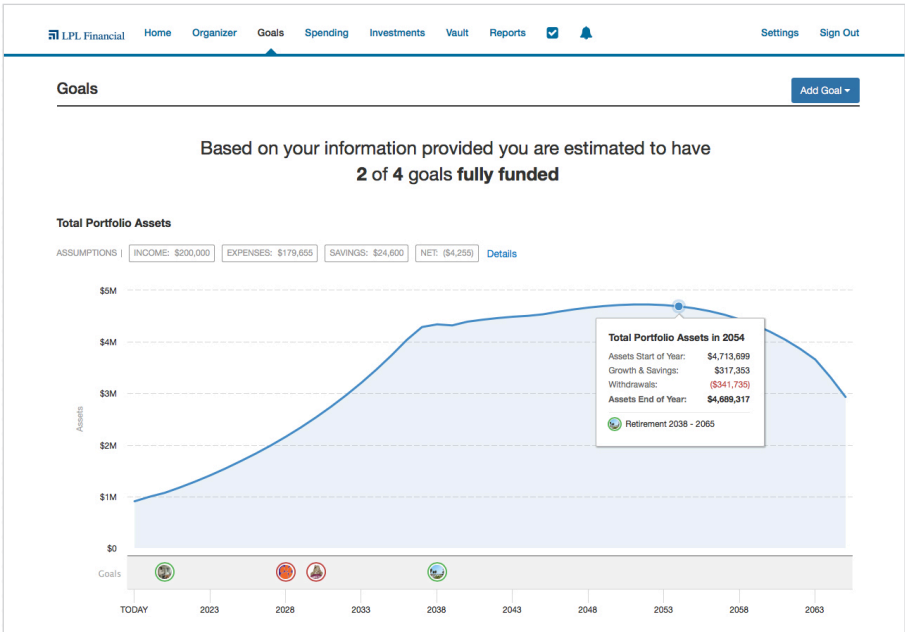 LPL Financial Home Organizer Goals Spending Investments Vault Reports Settings Sign Out
Goals
Add Goal
Based on your information provided you are estimated to have
2 of 4 goals fully funded
Total Portfolio Assets
ASSUMPTIONS | INCOME: $200,000 EXPENSES: $179,655 SAVINGS: $24,600 NET: ($4,255) Details
$5M
$4M
$3M
$2M
$1M
$0
Assets
Total Portfolio Assets in 2054
Assets Start of Year: $4,713,699
Growth & Savings: $317,353
Withdrawals: ($341,735)
Assets End of Year: $4,689,317
Retirement 2038 - 2065
Goals
TODAY 2023 2028 2033 2038 2043 2048 2053 2058 2063